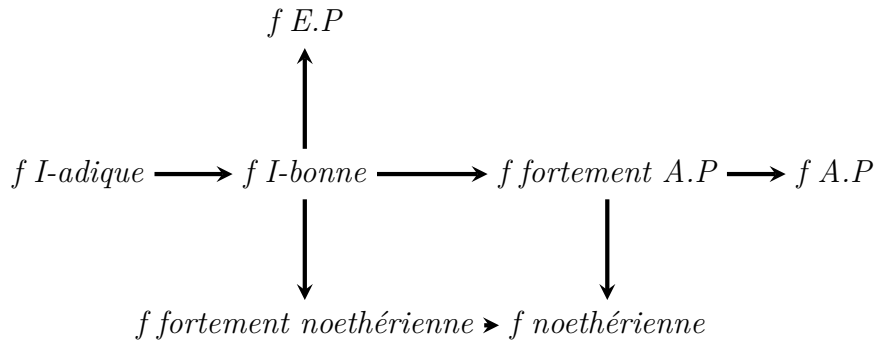 f E.P
f I-adique f I-bonne f fortement A.P f A.P
f fortement noethérienne f noethérienne